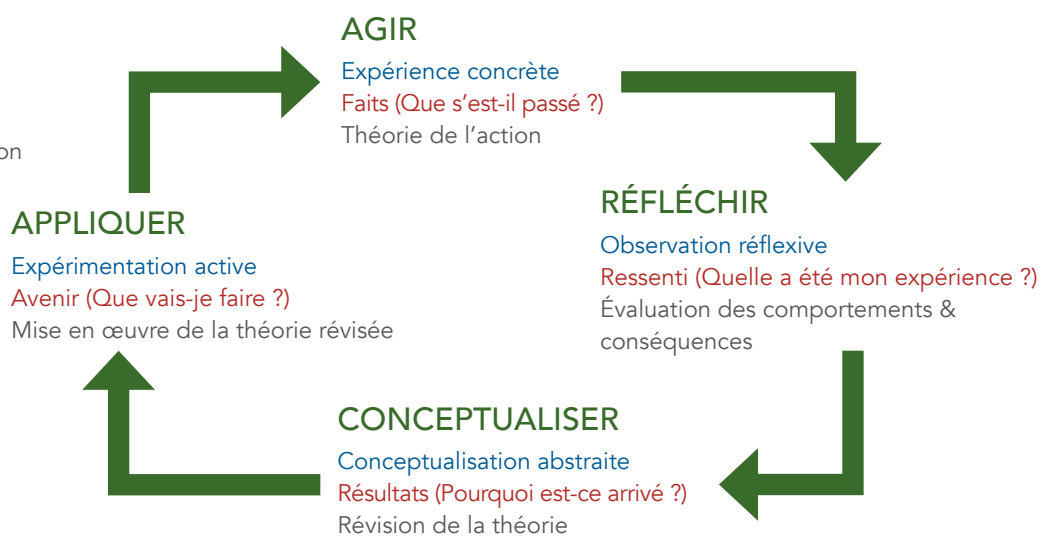 AGIR
Expérience concrète
Faits (Que s’est-il passé ?)
Théorie de l’action
on
RÉFLÉCHIR
Observation réflexive
Ressenti (Quelle a été mon expérience ?)
Évaluation des comportements &
conséquences
APPLIQUER
Expérimentation active
Avenir (Que vais-je faire ?)
Mise en œuvre de la théorie révisée
CONCEPTUALISER
Conceptualisation abstraite
Résultats (Pourquoi est-ce arrivé ?)
Révision de la théorie